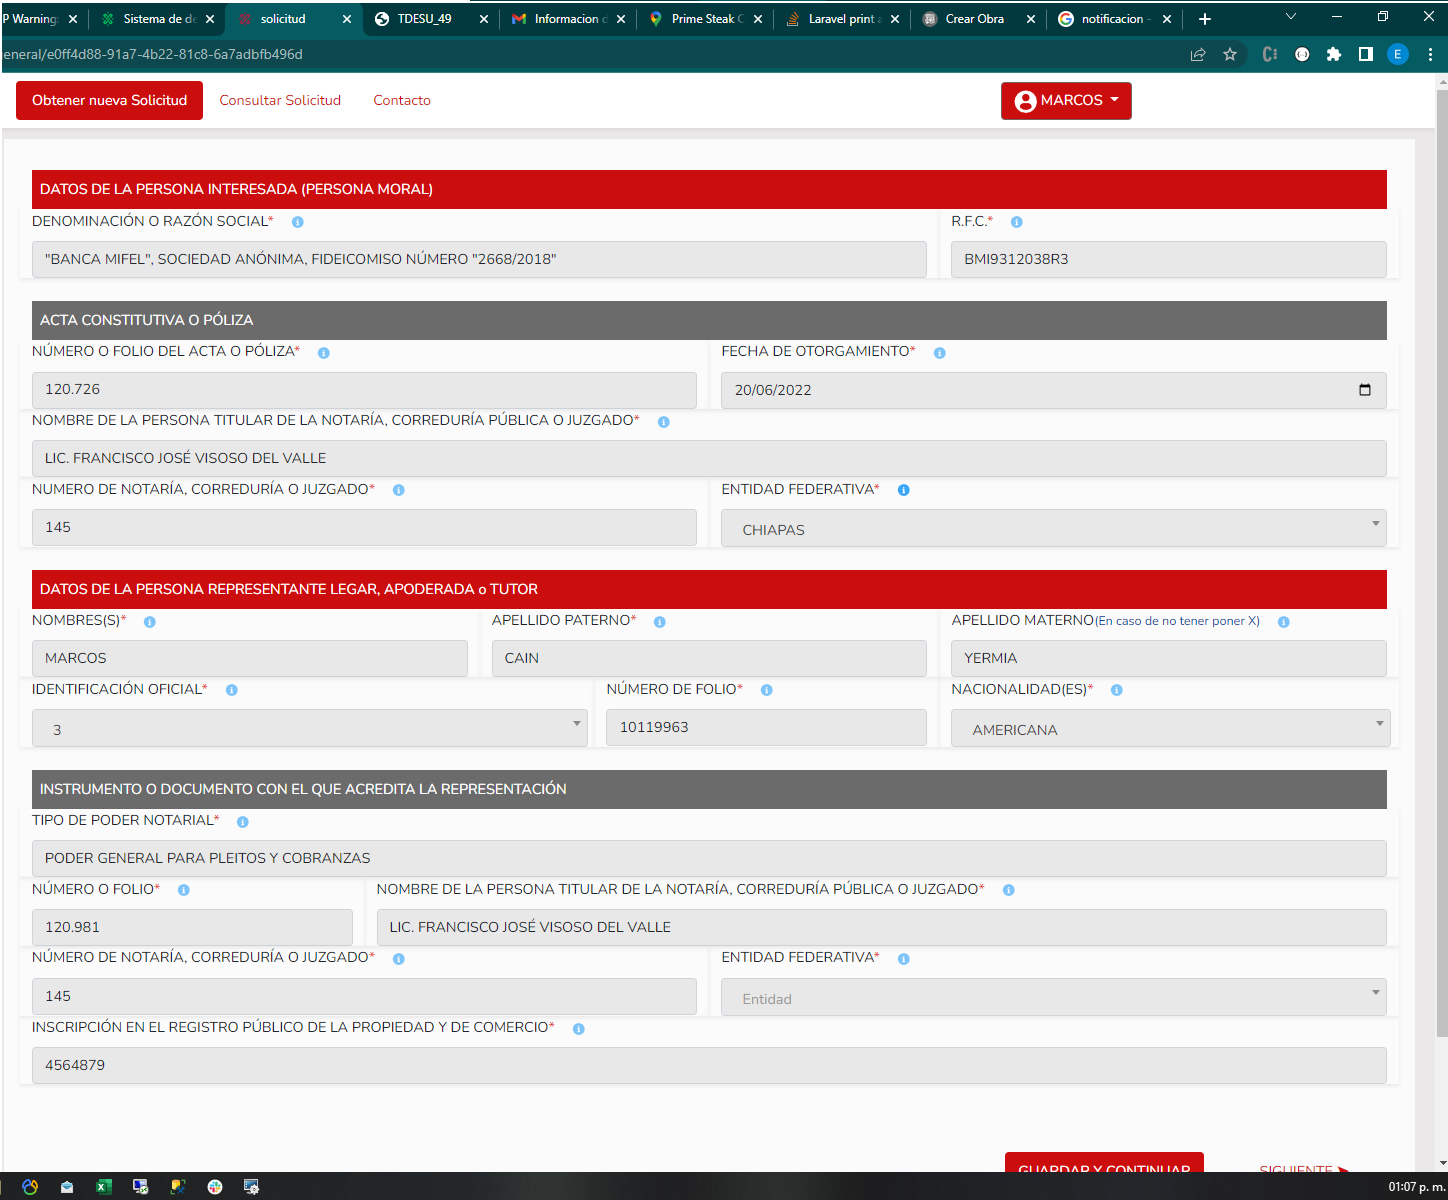 P Warning: Sistema de de solicitud TDESU_49 Informacion d Prime Steak C Laravel print a Crear Obra notificacion -
eneral/e0ff4d88-91a7-4b22-81c8-6a7adbfb496d
E
Obtener nueva Solicitud Consultar Solicitud Contacto MARCOS
DATOS DE LA PERSONA INTERESADA (PERSONA MORAL)
DENOMINACIÓN O RAZÓN SOCIAL* R.F.C.*
"BANCA MIFEL", SOCIEDAD ANÓNIMA, FIDEICOMISO NÚMERO "2668/2018" BMI9312038R3
ACTA CONSTITUTIVA O PÓLIZA
NÚMERO O FOLIO DEL ACTA O PÓLIZA* FECHA DE OTORGAMIENTO*
120.726 20/06/2022
NOMBRE DE LA PERSONA TITULAR DE LA NOTARÍA, CORREDURÍA PÚBLICA O JUZGADO*
LIC. FRANCISCO JOSÉ VISOSO DEL VALLE
NUMERO DE NOTARÍA, CORREDURÍA O JUZGADO* ENTIDAD FEDERATIVA*
145 CHIAPAS
DATOS DE LA PERSONA REPRESENTANTE LEGAR, APODERADA o TUTOR
NOMBRES(S)* APELLIDO PATERNO* APELLIDO MATERNO(En caso de no tener poner X)
MARCOS CAIN YERMIA
IDENTIFICACIÓN OFICIAL* NÚMERO DE FOLIO* NACIONALIDAD(ES)*
3 10119963 AMERICANA
INSTRUMENTO O DOCUMENTO CON EL QUE ACREDITA LA REPRESENTACIÓN
TIPO DE PODER NOTARIAL*
PODER GENERAL PARA PLEITOS Y COBRANZAS
NÚMERO O FOLIO* NOMBRE DE LA PERSONA TITULAR DE LA NOTARÍA, CORREDURÍA PÚBLICA O JUZGADO*
120.981 LIC. FRANCISCO JOSÉ VISOSO DEL VALLE
NÚMERO DE NOTARÍA, CORREDURÍA O JUZGADO* ENTIDAD FEDERATIVA*
145 Entidad
INSCRIPCIÓN EN EL REGISTRO PÚBLICO DE LA PROPIEDAD Y DE COMERCIO*
4564879
GUARDAR Y CONTINUAR SIGUIENTE
01:07 p. m.